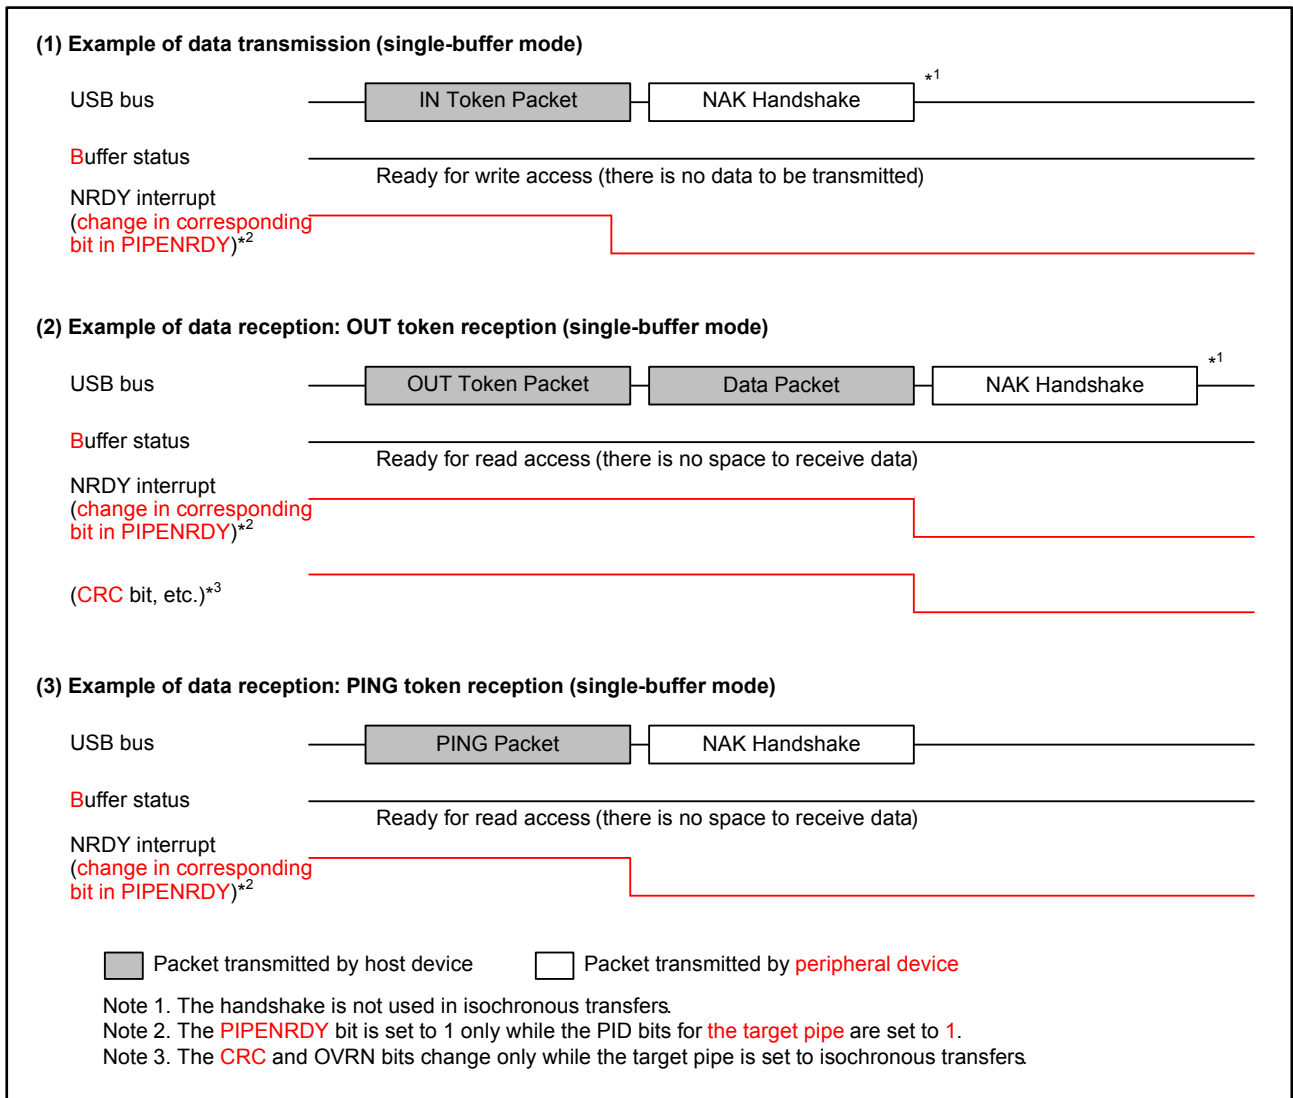 (1) Example of data transmission (single-buffer mode)
USB bus
IN Token Packet
NAK Handshake
*1
Buffer status
Ready for write access (there is no data to be transmitted)
NRDY interrupt
(change in corresponding
bit in PIPENRDY)*2
(2) Example of data reception: OUT token reception (single-buffer mode)
USB bus
OUT Token Packet
Data Packet
NAK Handshake
*1
Buffer status
Ready for read access (there is no space to receive data)
NRDY interrupt
(change in corresponding
bit in PIPENRDY)*2
(CRC bit, etc.)*3
(3) Example of data reception: PING token reception (single-buffer mode)
USB bus
PING Packet
NAK Handshake
Buffer status
Ready for read access (there is no space to receive data)
NRDY interrupt
(change in corresponding
bit in PIPENRDY)*2
Packet transmitted by host device
Packet transmitted by peripheral device
Note 1. The handshake is not used in isochronous transfers.
Note 2. The PIPENRDY bit is set to 1 only while the PID bits for the target pipe are set to 1.
Note 3. The CRC and OVRN bits change only while the target pipe is set to isochronous transfers.